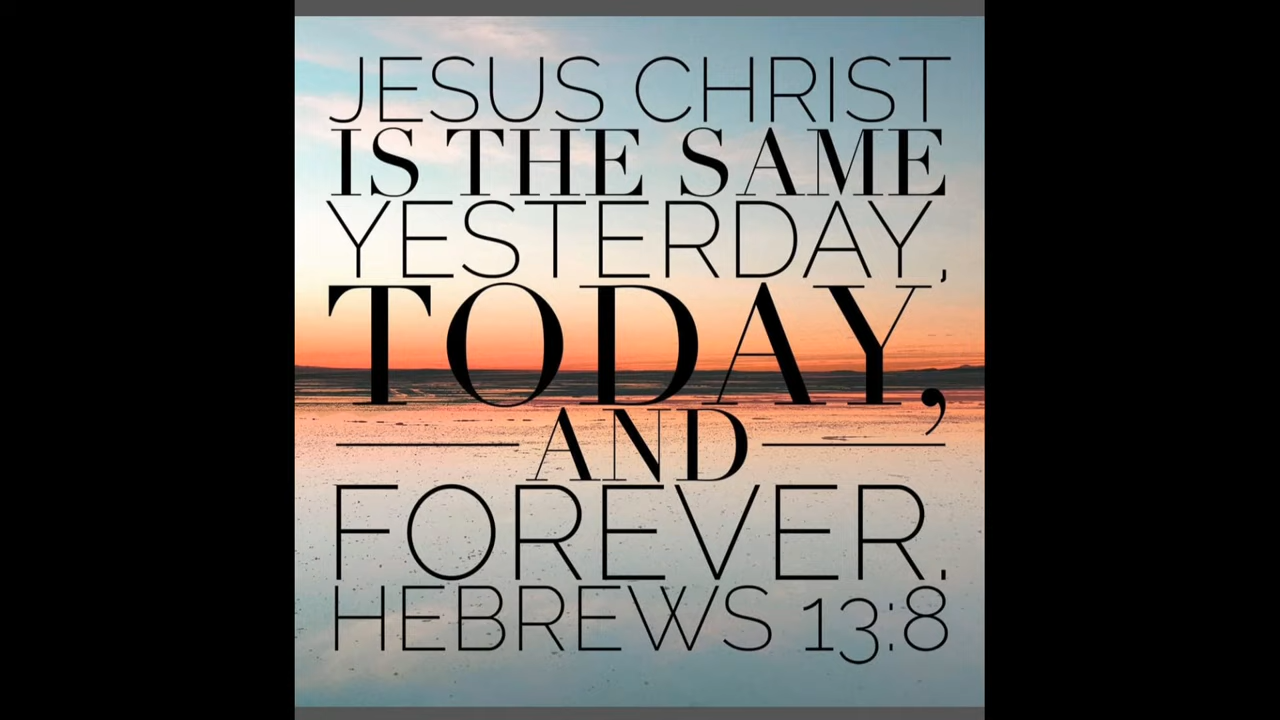 JESUS CHRIST
IS THE SAME
YESTERDAY,
TODAY,
AND
FOREVER.
HEBREWS 13:8